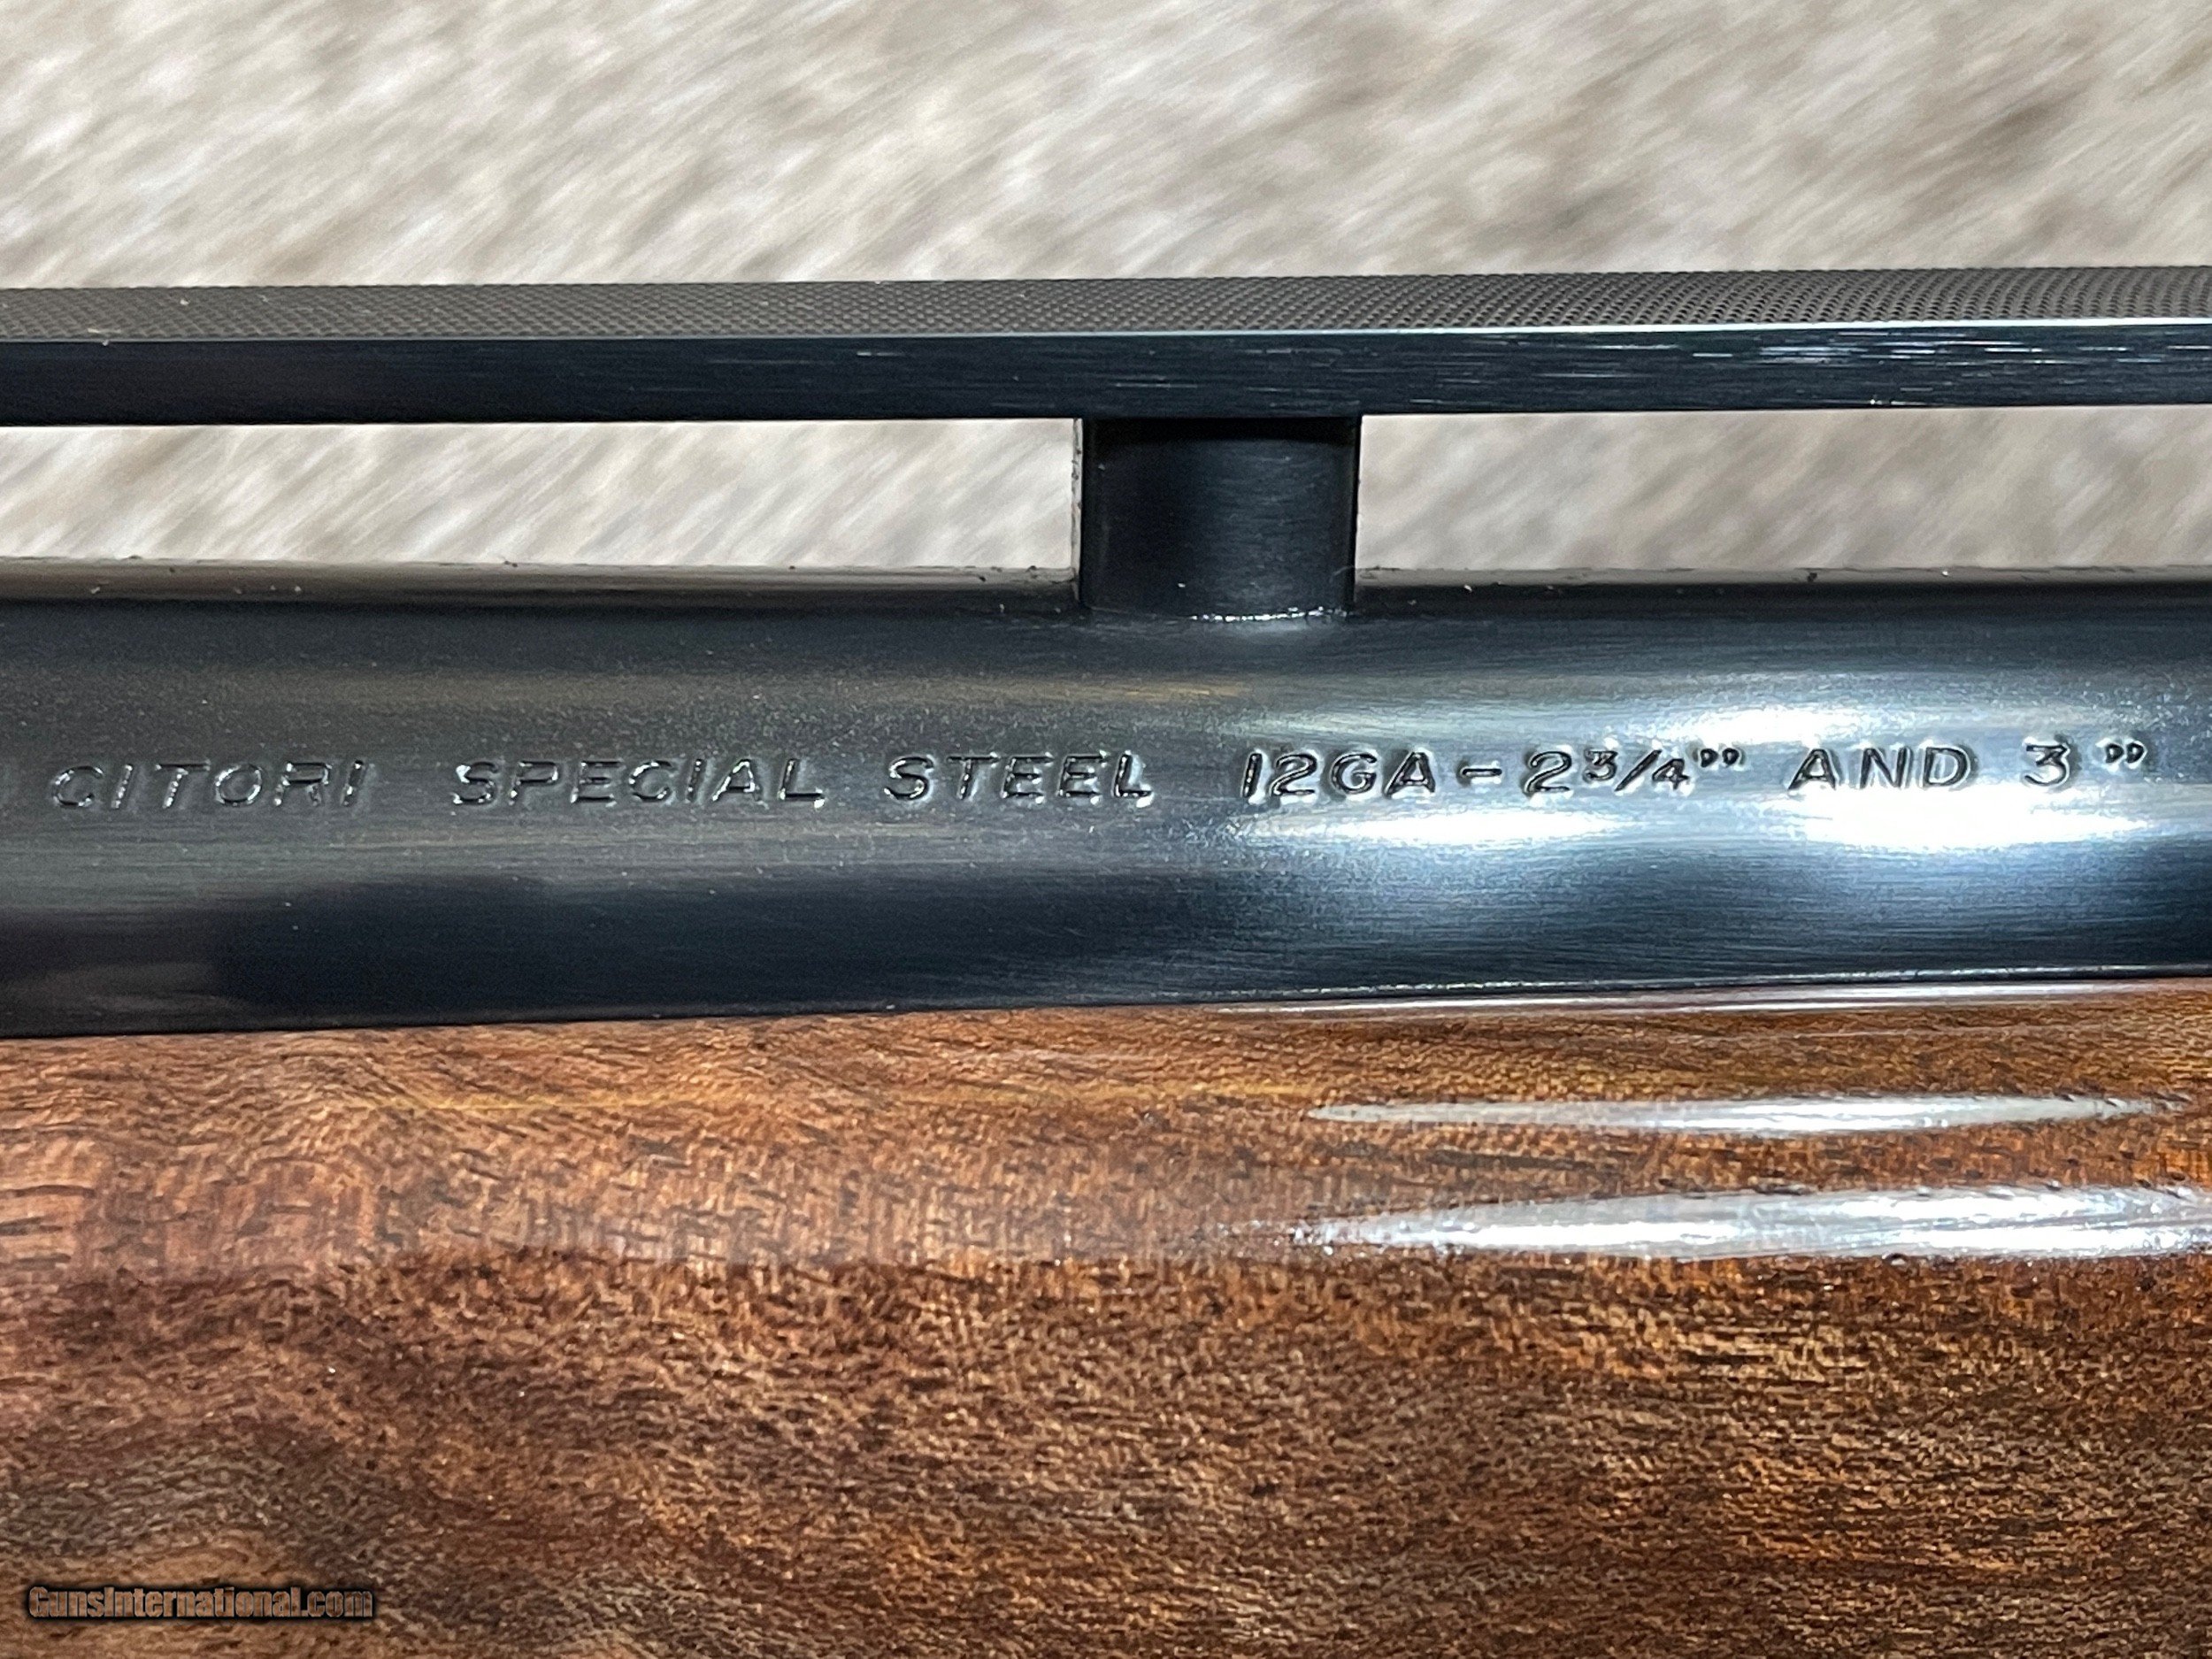 CITORI SPECIAL STEEL 12GA-2¾" AND 3"
GunsInternational.com